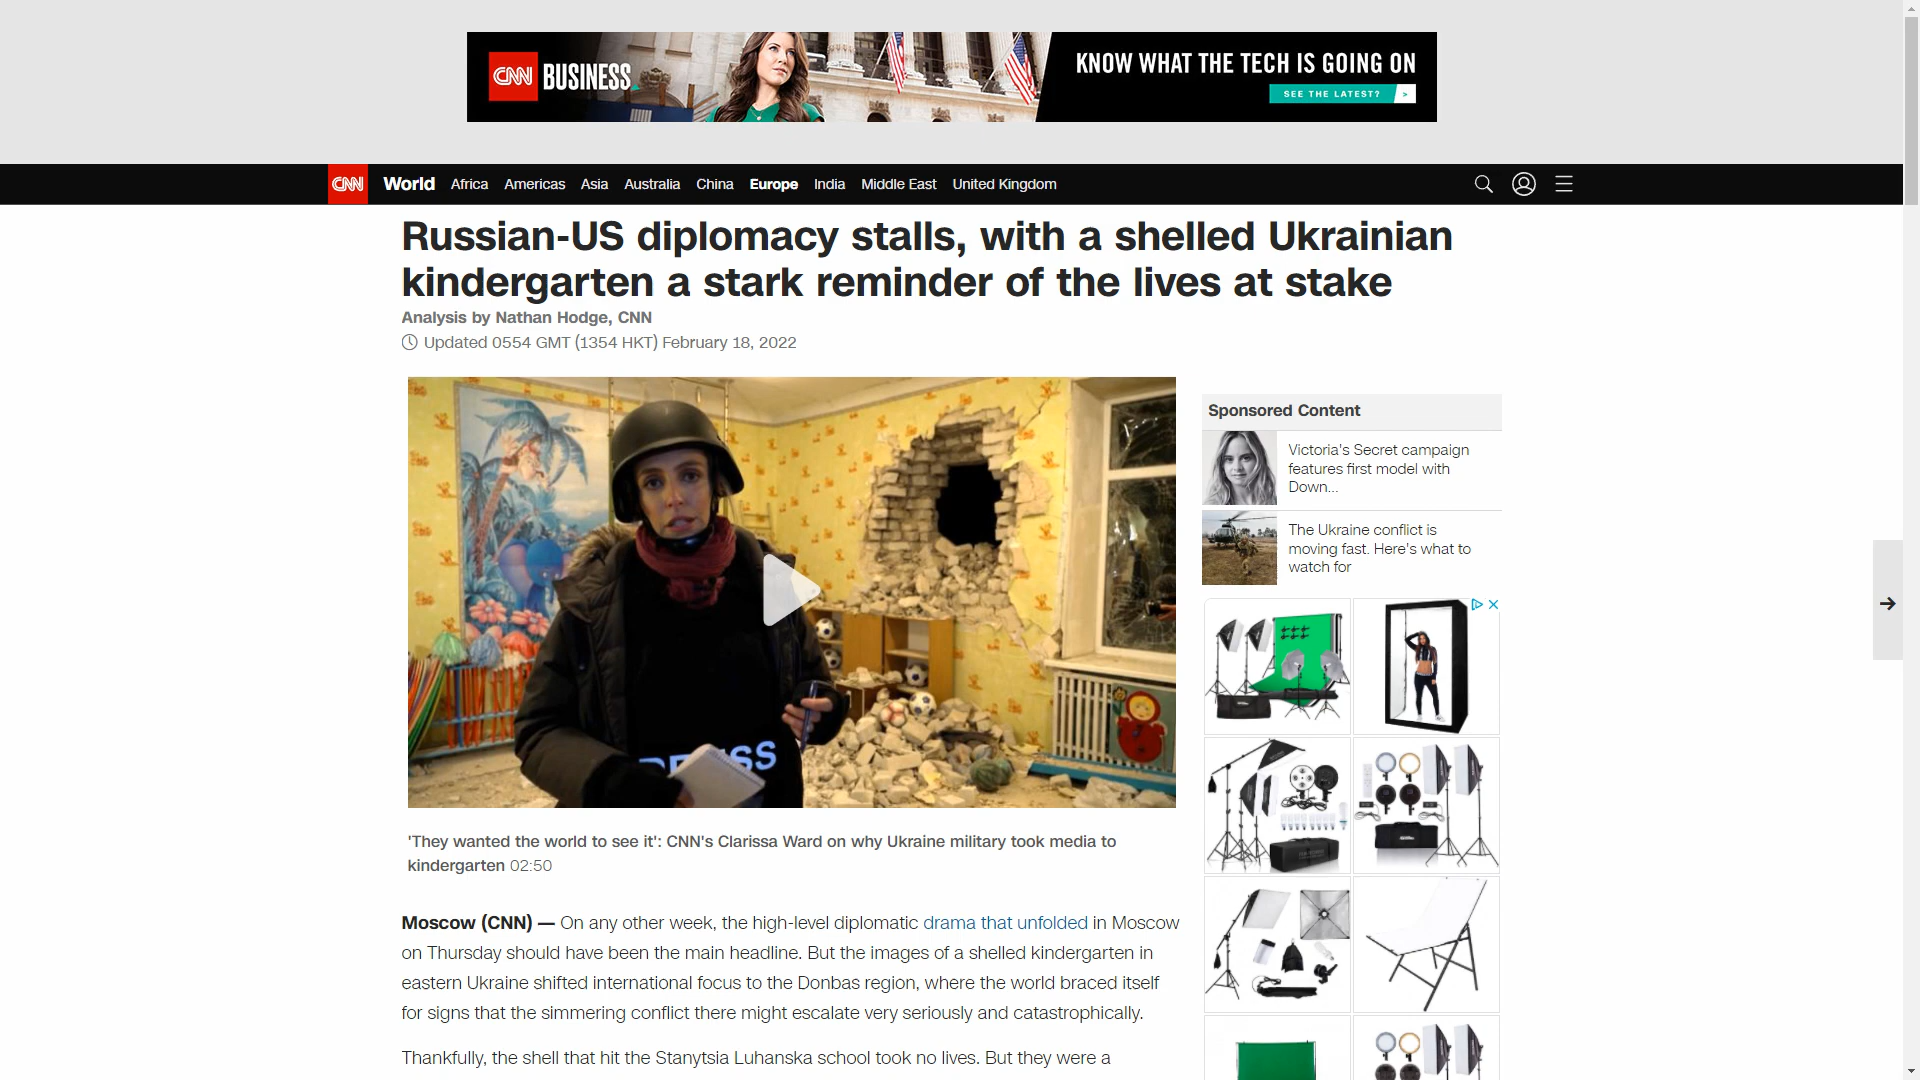 CNN BUSINESS
KNOW WHAT THE TECH IS GOING ON
SEE THE LATEST? >
CNN World Africa Americas Asia Australia China Europe India Middle East United Kingdom
Russian-US diplomacy stalls, with a shelled Ukrainian
kindergarten a stark reminder of the lives at stake
Analysis by Nathan Hodge, CNN
Updated 0554 GMT (1354 HKT) February 18, 2022
PRESS
'They wanted the world to see it': CNN's Clarissa Ward on why Ukraine military took media to
kindergarten 02:50
Moscow (CNN) — On any other week, the high-level diplomatic drama that unfolded in Moscow
on Thursday should have been the main headline. But the images of a shelled kindergarten in
eastern Ukraine shifted international focus to the Donbas region, where the world braced itself
for signs that the simmering conflict there might escalate very seriously and catastrophically.
Thankfully, the shell that hit the Stanytsia Luhanska school took no lives. But they were a
Sponsored Content
Victoria's Secret campaign
features first model with
Down...
The Ukraine conflict is
moving fast. Here's what to
watch for